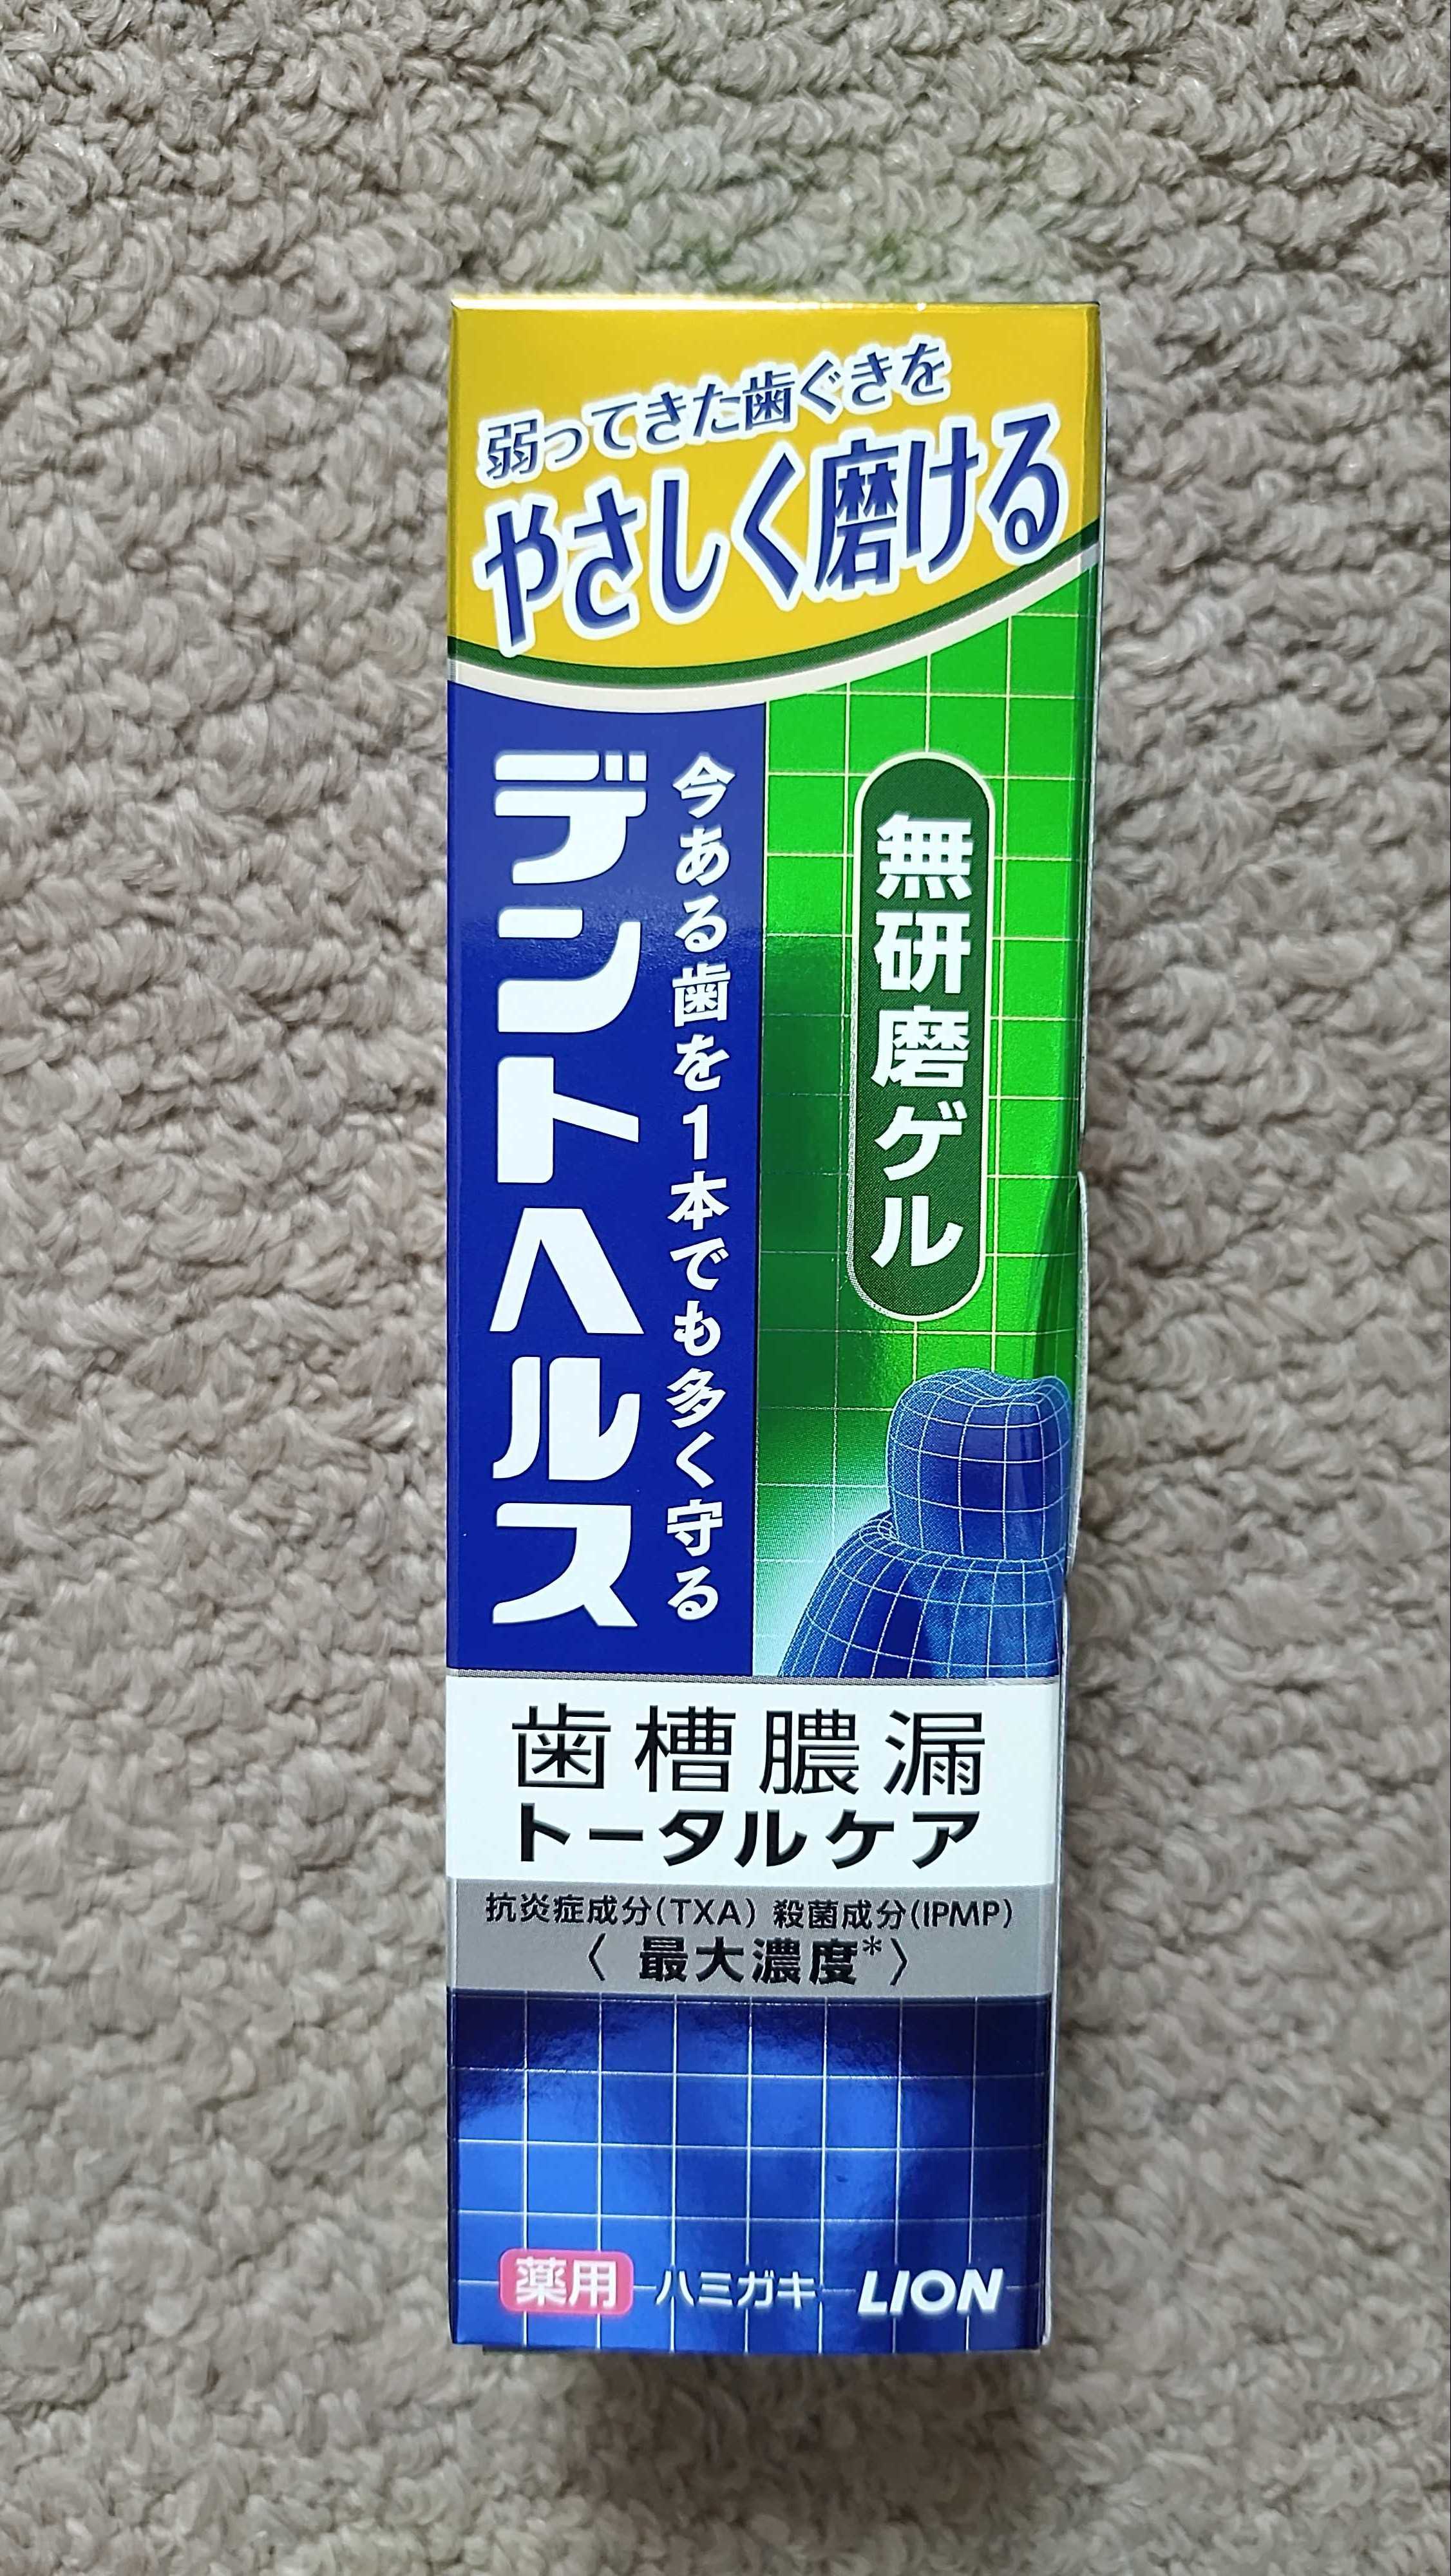 弱ってきた歯ぐきを
やさしく磨ける
デントヘルス
今ある歯を1本でも多く守る
無研磨ゲル
歯槽膿漏
トータルケア
抗炎症成分(TXA) 殺菌成分(IPMP)
〈 最大濃度*〉
薬用 ハミガキ LION